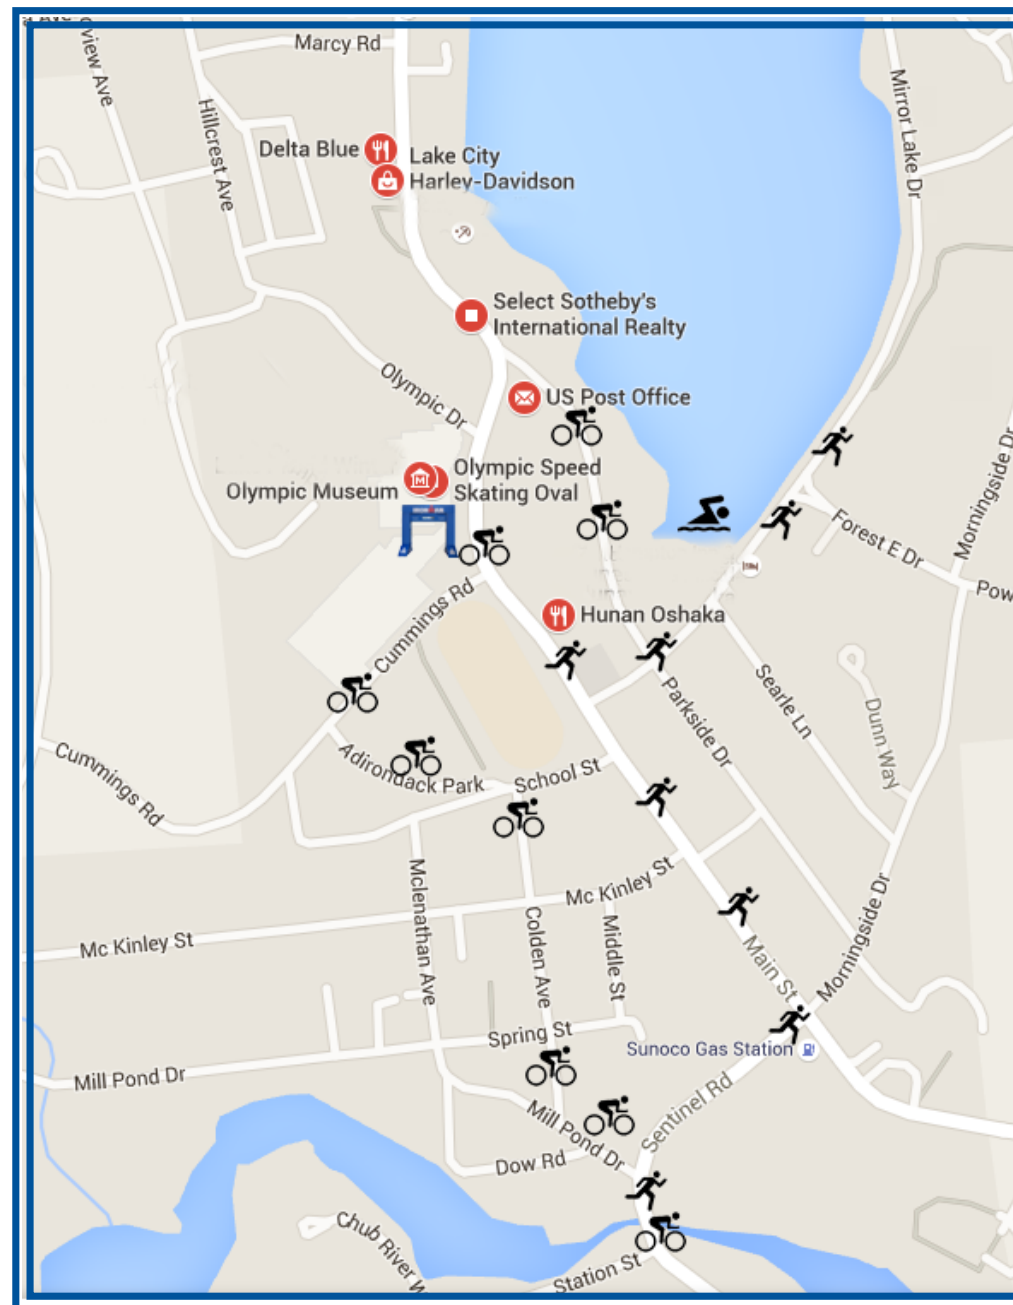 view Ave
Marcy Rd
Hillcrest Ave
Mirror Lake Dr
Delta Blue
Lake City
Harley-Davidson
Select Sotheby's
International Realty
Olympic Dr
US Post Office
Olympic Speed
Skating Oval
Olympic Museum
Morningside Dr
Forest E Dr
Pow
Cummings Rd
Hunan Oshaka
Searle Ln
Parkside Dr
Dunn Way
Cummings Rd
Adirondack Park
School St
Mc Kinley St
Mc Kinley St
Mclenathan Ave
Colden Ave
Middle St
Main St
Morningside Dr
Spring St
Sunoco Gas Station
Mill Pond Dr
Sentinel Rd
Mill Pond Dr
Dow Rd
Chub River
Station St